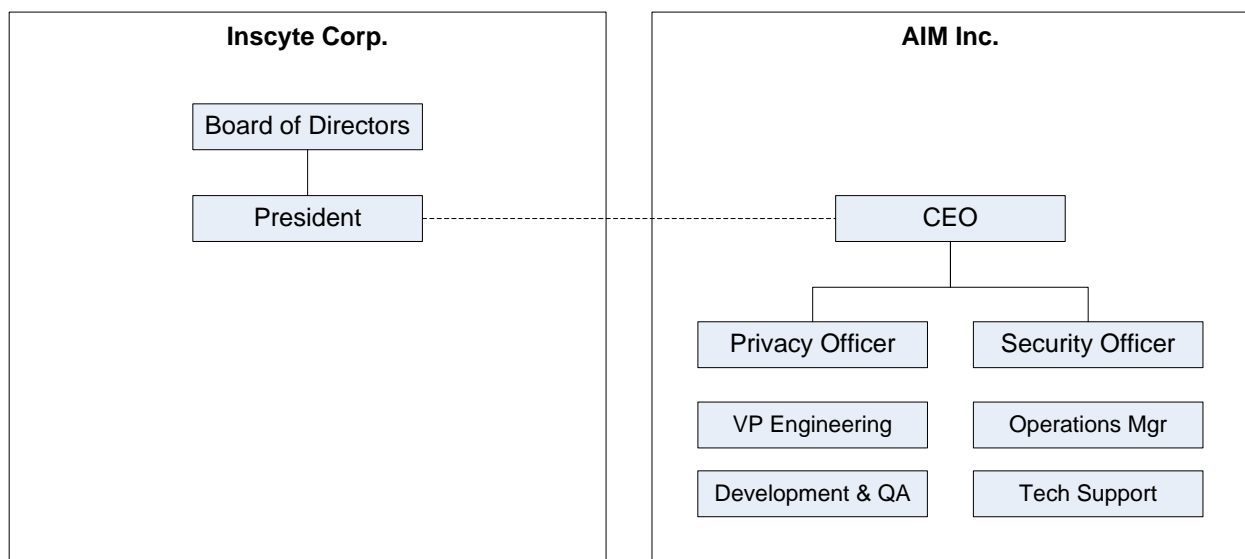 Inscyte Corp.
Board of Directors
President
AIM Inc.
CEO
Privacy Officer
Security Officer
VP Engineering
Operations Mgr
Development & QA
Tech Support